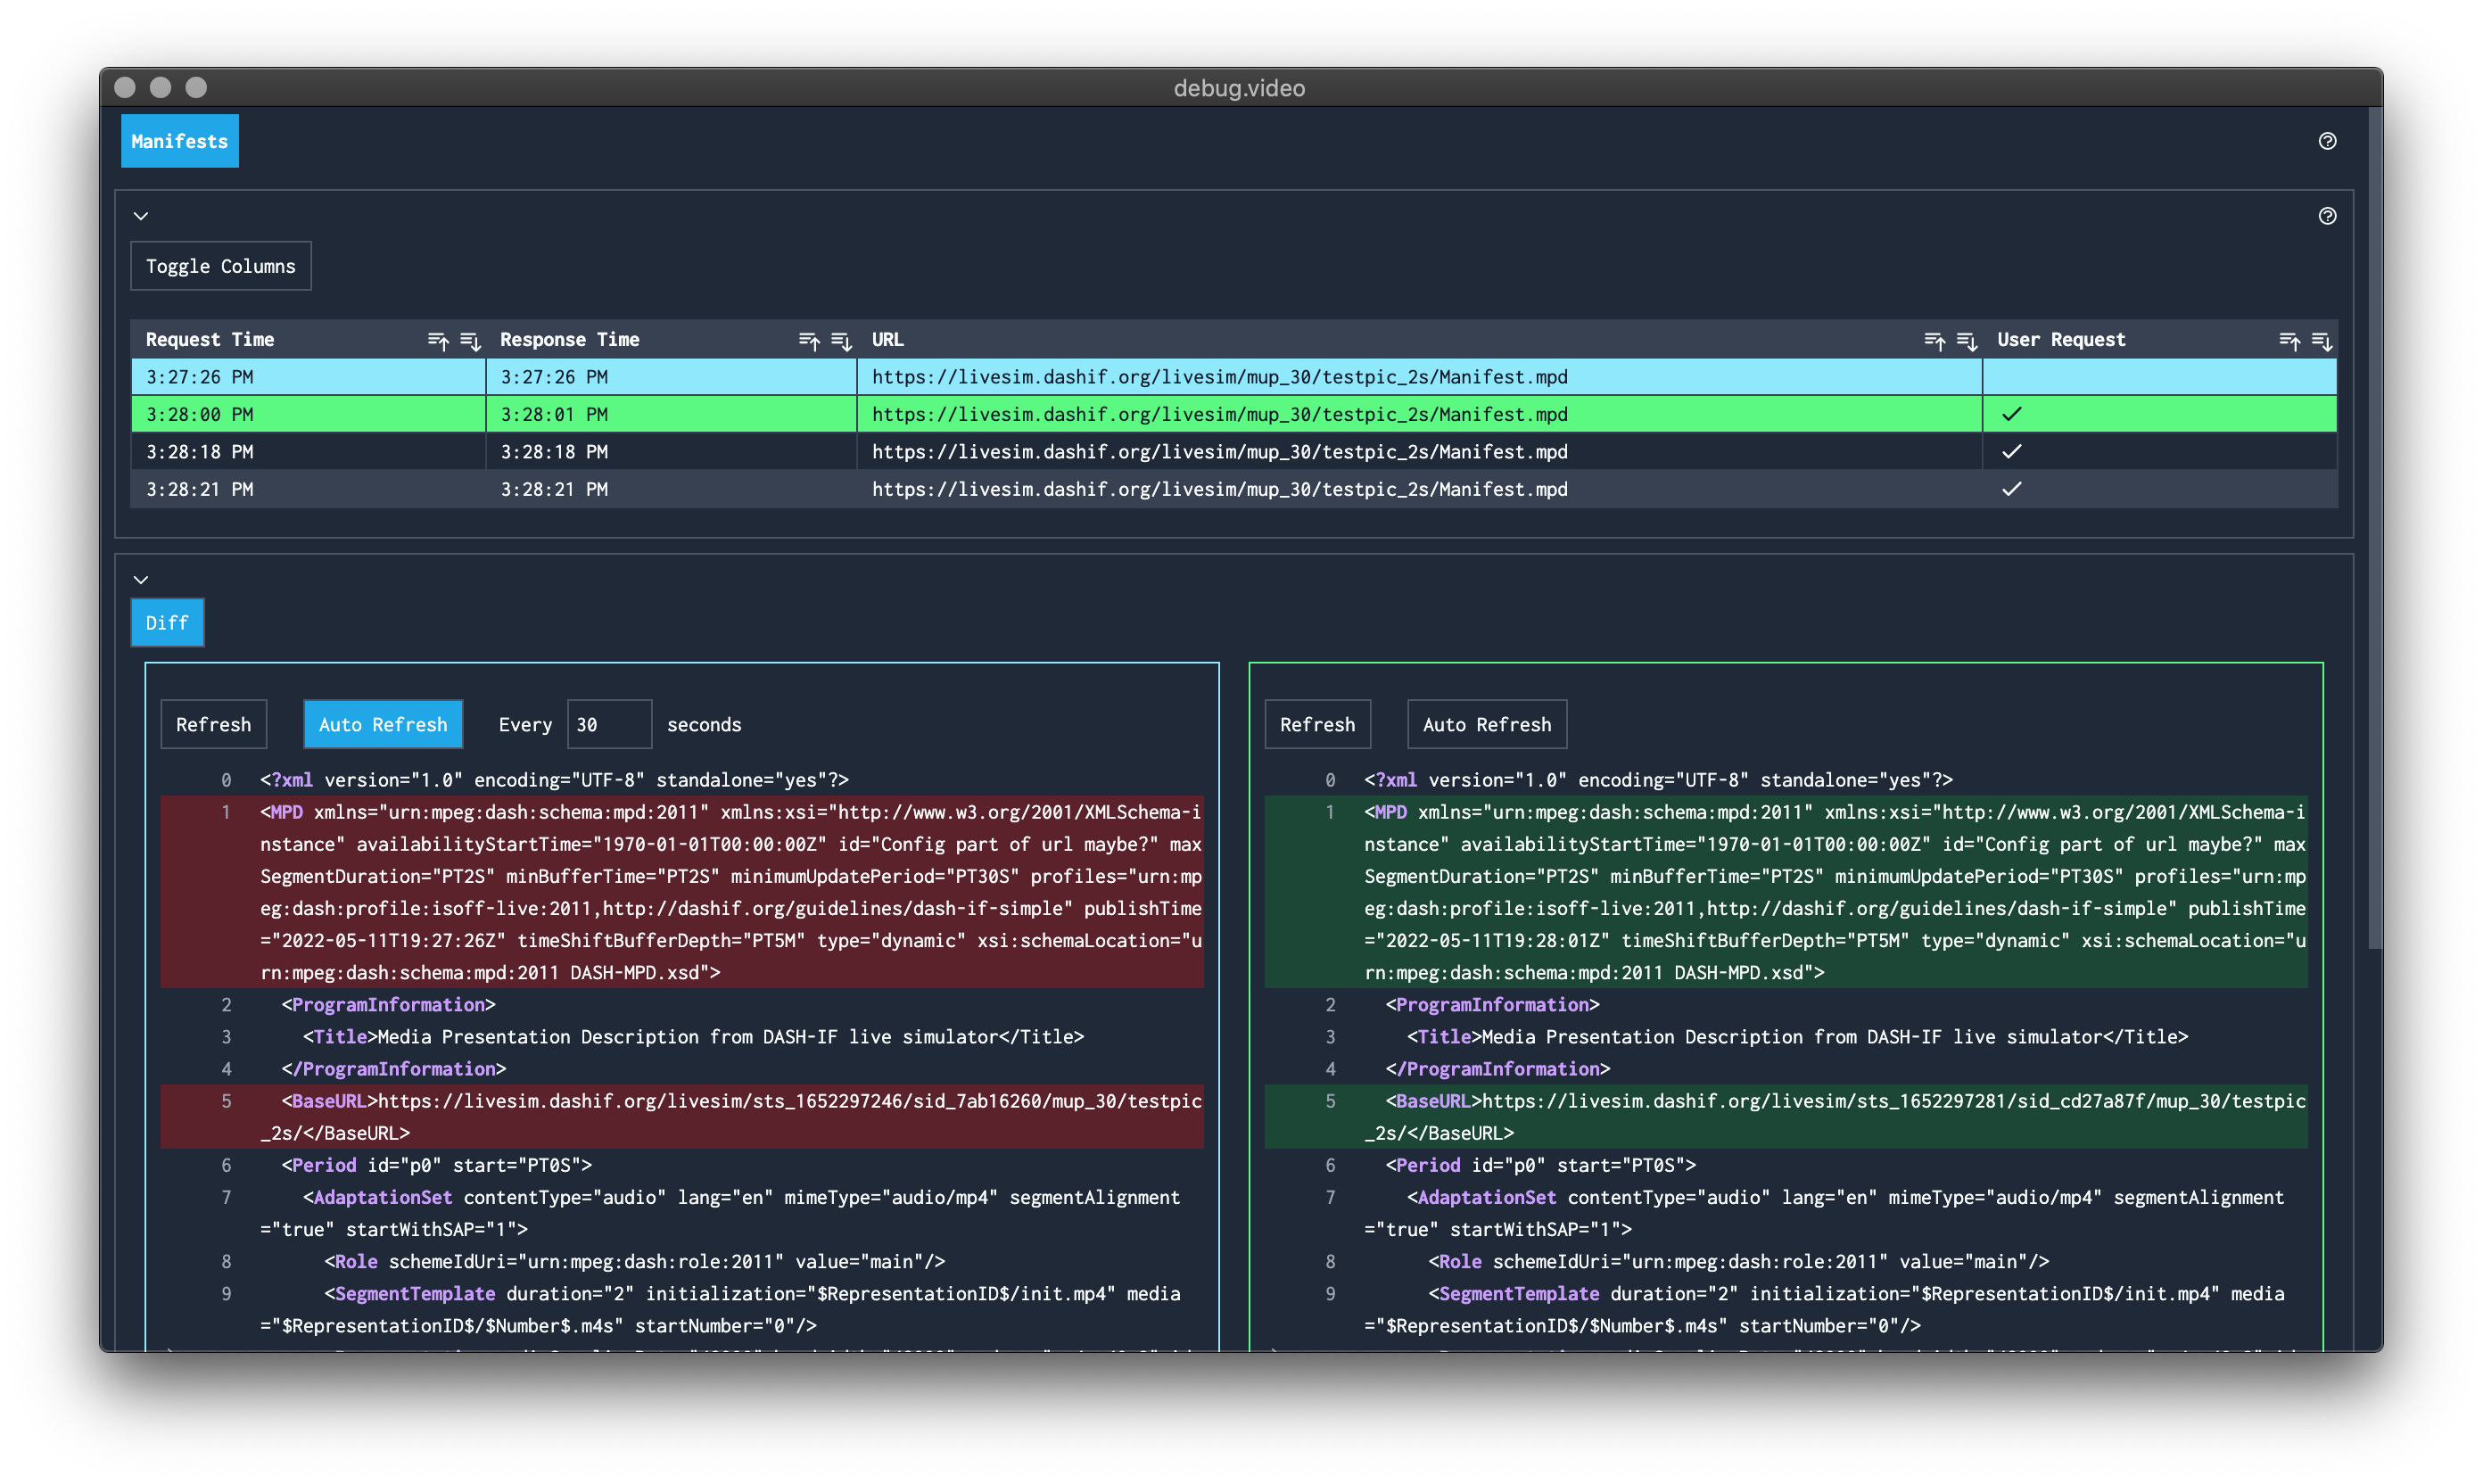 debug.video
Manifests
Toggle Columns
Request Time Response Time URL User Request
3:27:26 PM 3:27:26 PM https://livesim.dashif.org/livesim/mup_30/testpic_2s/Manifest.mpd
3:28:00 PM 3:28:01 PM https://livesim.dashif.org/livesim/mup_30/testpic_2s/Manifest.mpd
3:28:18 PM 3:28:18 PM https://livesim.dashif.org/livesim/mup_30/testpic_2s/Manifest.mpd
3:28:21 PM 3:28:21 PM https://livesim.dashif.org/livesim/mup_30/testpic_2s/Manifest.mpd
Diff
Refresh Auto Refresh Every 30 seconds
0 <?xml version="1.0" encoding="UTF-8" standalone="yes"?>
1 <MPD xmlns="urn:mpeg:dash:schema:mpd:2011" xmlns:xsi="http://www.w3.org/2001/XMLSchema-i
nstance" availabilityStartTime="1970-01-01T00:00:00Z" id="Config part of url maybe?" max
SegmentDuration="PT2S" minBufferTime="PT2S" minimumUpdatePeriod="PT30S" profiles="urn:mp
eg:dash:profile:isoff-live:2011,http://dashif.org/guidelines/dash-if-simple" publishTime
="2022-05-11T19:27:26Z" timeShiftBufferDepth="PT5M" type="dynamic" xsi:schemaLocation="u
rn:mpeg:dash:schema:mpd:2011 DASH-MPD.xsd">
2 <ProgramInformation>
3 <Title>Media Presentation Description from DASH-IF live simulator</Title>
4 </ProgramInformation>
5 <BaseURL>https://livesim.dashif.org/livesim/sts_1652297246/sid_7ab16260/mup_30/testpic
_2s/</BaseURL>
6 <Period id="p0" start="PT0S">
7 <AdaptationSet contentType="audio" lang="en" mimeType="audio/mp4" segmentAlignment
="true" startWithSAP="1">
8 <Role schemeIdUri="urn:mpeg:dash:role:2011" value="main"/>
9 <SegmentTemplate duration="2" initialization="$RepresentationID$/init.mp4" media
="$RepresentationID$/$Number$.m4s" startNumber="0"/>
Refresh Auto Refresh
0 <?xml version="1.0" encoding="UTF-8" standalone="yes"?>
1 <MPD xmlns="urn:mpeg:dash:schema:mpd:2011" xmlns:xsi="http://www.w3.org/2001/XMLSchema-i
nstance" availabilityStartTime="1970-01-01T00:00:00Z" id="Config part of url maybe?" max
SegmentDuration="PT2S" minBufferTime="PT2S" minimumUpdatePeriod="PT30S" profiles="urn:mp
eg:dash:profile:isoff-live:2011,http://dashif.org/guidelines/dash-if-simple" publishTime
="2022-05-11T19:28:01Z" timeShiftBufferDepth="PT5M" type="dynamic" xsi:schemaLocation="u
rn:mpeg:dash:schema:mpd:2011 DASH-MPD.xsd">
2 <ProgramInformation>
3 <Title>Media Presentation Description from DASH-IF live simulator</Title>
4 </ProgramInformation>
5 <BaseURL>https://livesim.dashif.org/livesim/sts_1652297281/sid_cd27a87f/mup_30/testpic
_2s/</BaseURL>
6 <Period id="p0" start="PT0S">
7 <AdaptationSet contentType="audio" lang="en" mimeType="audio/mp4" segmentAlignment
="true" startWithSAP="1">
8 <Role schemeIdUri="urn:mpeg:dash:role:2011" value="main"/>
9 <SegmentTemplate duration="2" initialization="$RepresentationID$/init.mp4" media
="$RepresentationID$/$Number$.m4s" startNumber="0"/>